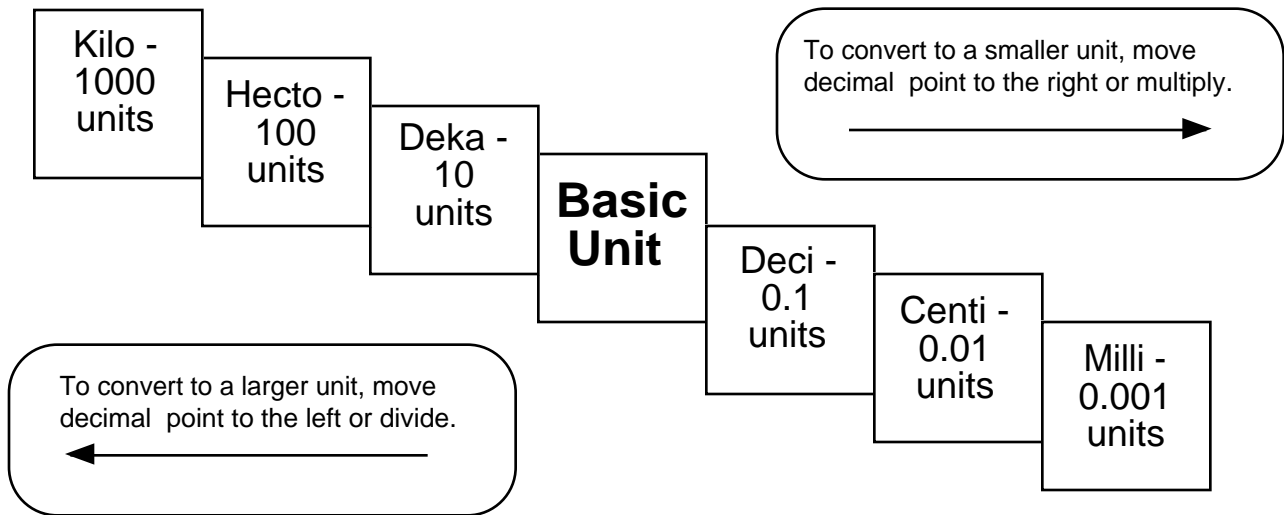 Kilo -
1000
units
Hecto -
100
units
Deka -
10
units
Basic
Unit
Deci -
0.1
units
Centi -
0.01
units
Milli -
0.001
units
To convert to a smaller unit, move
decimal point to the right or multiply.
To convert to a larger unit, move
decimal point to the left or divide.